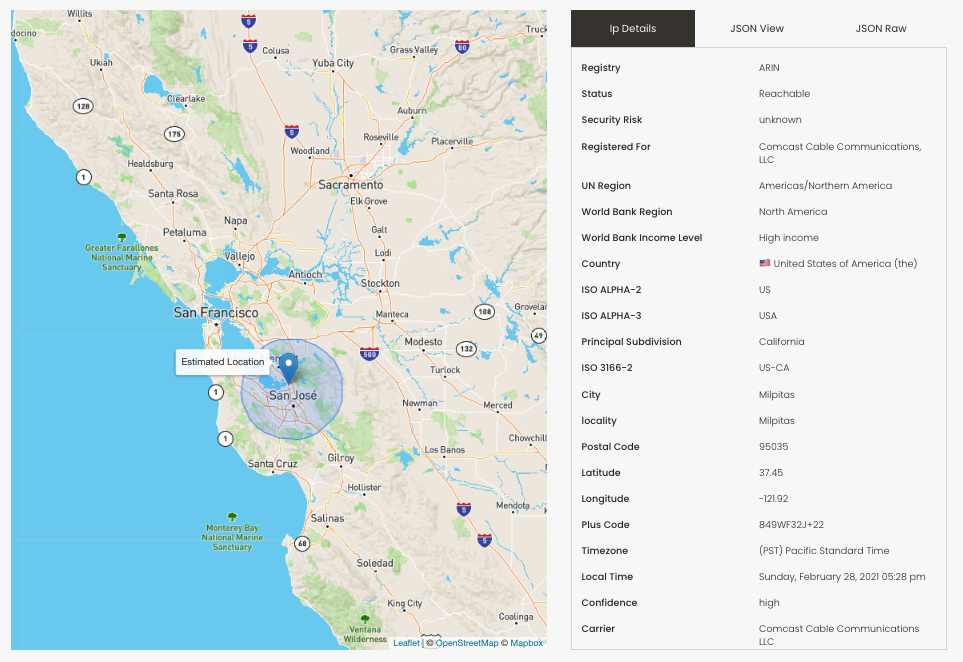 Willits
docino
5
5
Colusa
Grass Valley
80
Truck
Ukiah
Yuba City
128
Clearlake
Auburn
175
5
Roseville
Placerville
Woodland
Healdsburg
1
Sacramento
Santa Rosa
Elk Grove
Napa
Petaluma
Galt
Greater Farallones
National Marine
Sanctuary
Vallejo
Lodi
Antioch
Stockton
San Francisco
108
Manteca
Grovelan
49
Modesto
132
580
Estimated Location
Turlock
1
San José
Newman
Merced
1
Chowchill
Los Banos
Santa Cruz
Gilroy
Hollister
5
Mendota
Monterey Bay
National Marine
Sanctuary
Salinas
5
68
Soledad
King City
Coalinga
Ventana
Wilderness
Leaflet | © OpenStreetMap © Mapbox
Ip Details
JSON View
JSON Raw
Registry ARIN
Status Reachable
Security Risk unknown
Registered For Comcast Cable Communications,
LLC
UN Region Americas/Northern America
World Bank Region North America
World Bank Income Level High income
Country United States of America (the)
ISO ALPHA-2 US
ISO ALPHA-3 USA
Principal Subdivision California
ISO 3166-2 US-CA
City Milpitas
locality Milpitas
Postal Code 95035
Latitude 37.45
Longitude -121.92
Plus Code 849WF32J+22
Timezone (PST) Pacific Standard Time
Local Time Sunday, February 28, 2021 05:28 pm
Confidence high
Carrier Comcast Cable Communications
LLC